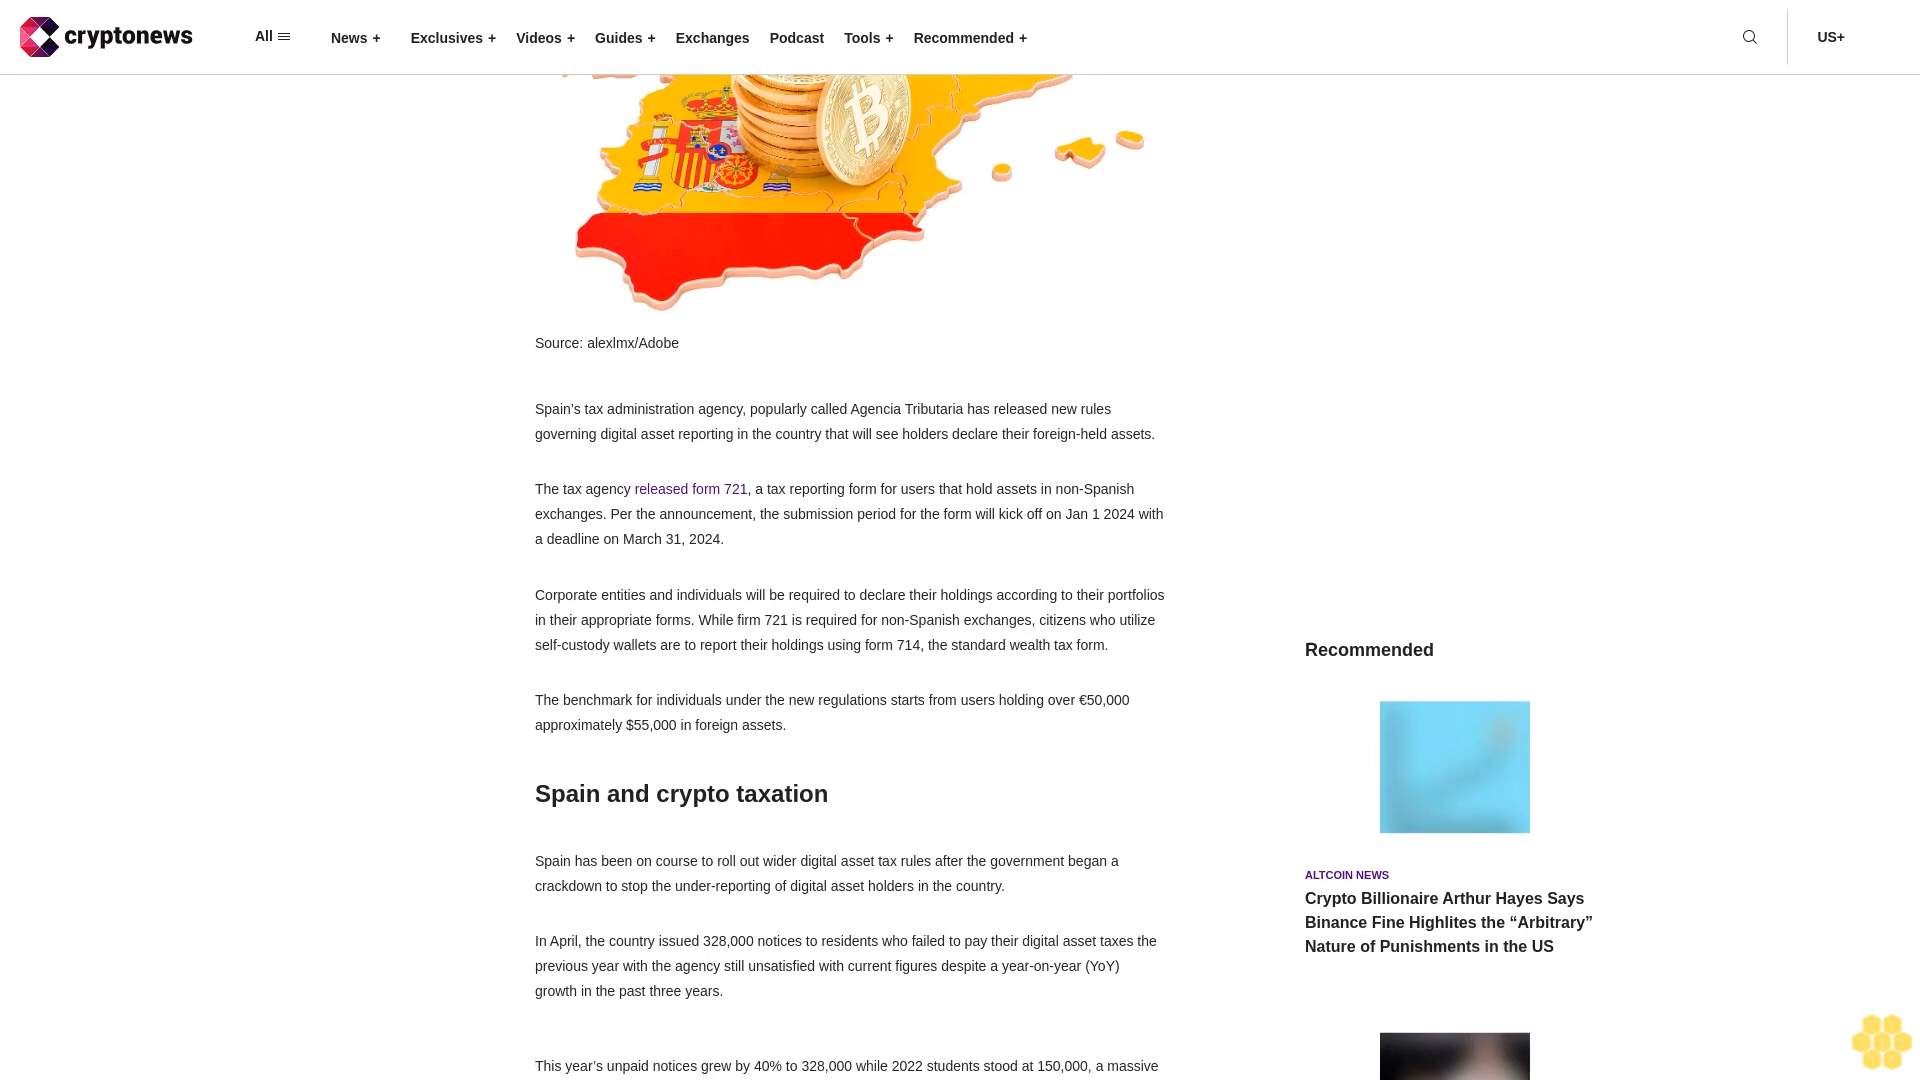 cryptonews
All
News +
Exclusives +
Videos +
Guides +
Exchanges
Podcast
Tools +
Recommended +
US+
PLVS
Source: alexlmx/Adobe
Spain’s tax administration agency, popularly called Agencia Tributaria has released new rules
governing digital asset reporting in the country that will see holders declare their foreign-held assets.
The tax agency released form 721, a tax reporting form for users that hold assets in non-Spanish
exchanges. Per the announcement, the submission period for the form will kick off on Jan 1 2024 with
a deadline on March 31, 2024.
Corporate entities and individuals will be required to declare their holdings according to their portfolios
in their appropriate forms. While firm 721 is required for non-Spanish exchanges, citizens who utilize
self-custody wallets are to report their holdings using form 714, the standard wealth tax form.
The benchmark for individuals under the new regulations starts from users holding over €50,000
approximately $55,000 in foreign assets.
Spain and crypto taxation
Spain has been on course to roll out wider digital asset tax rules after the government began a
crackdown to stop the under-reporting of digital asset holders in the country.
In April, the country issued 328,000 notices to residents who failed to pay their digital asset taxes the
previous year with the agency still unsatisfied with current figures despite a year-on-year (YoY)
growth in the past three years.
This year’s unpaid notices grew by 40% to 328,000 while 2022 students stood at 150,000, a massive
Recommended
ALTCOIN NEWS
Crypto Billionaire Arthur Hayes Says
Binance Fine Highlites the “Arbitrary”
Nature of Punishments in the US